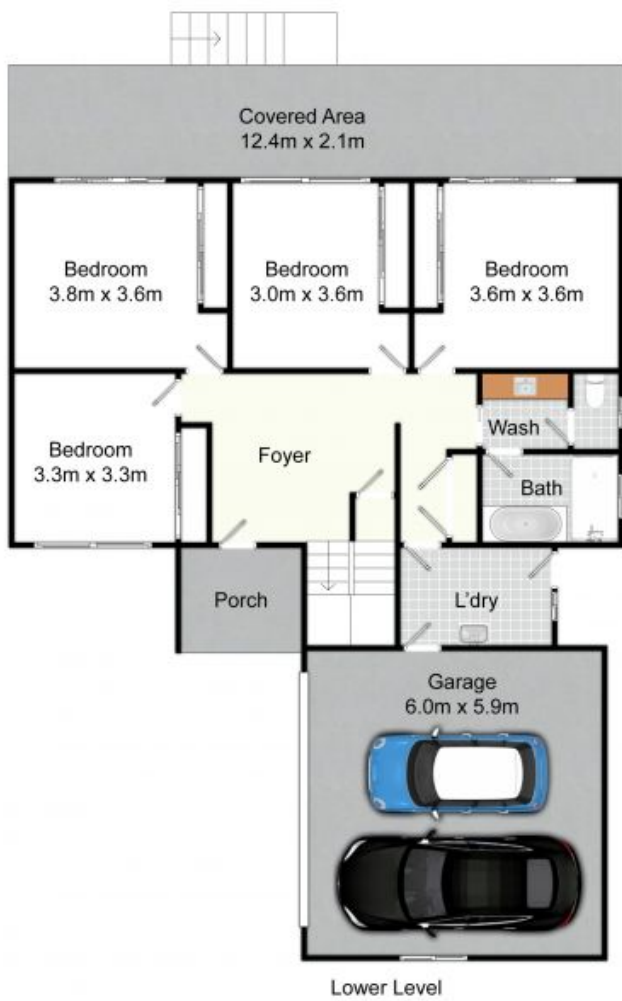 Covered Area
12.4m x 2.1m
Bedroom
3.8m x 3.6m
Bedroom
3.0m x 3.6m
Bedroom
3.6m x 3.6m
Bedroom
3.3m x 3.3m
Foyer
Wash
Bath
Porch
L'dry
Garage
6.0m x 5.9m
Lower Level